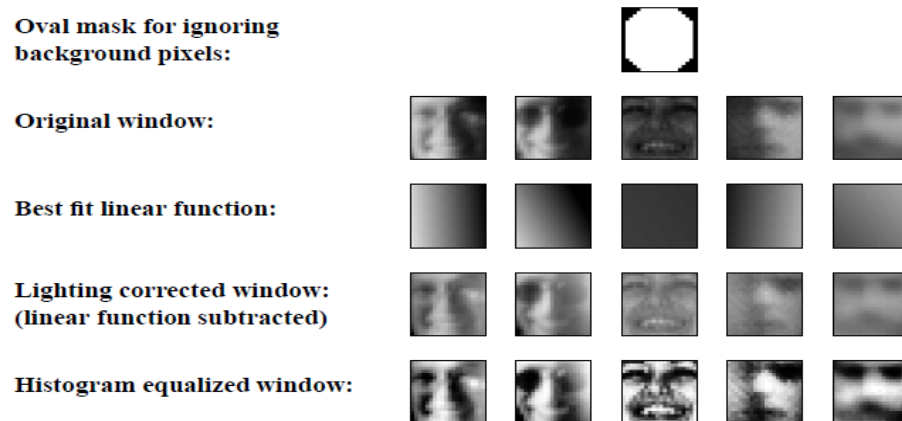 Oval mask for ignoring
background pixels:
Original window:
Best fit linear function:
Lighting corrected window:
(linear function subtracted)
Histogram equalized window: